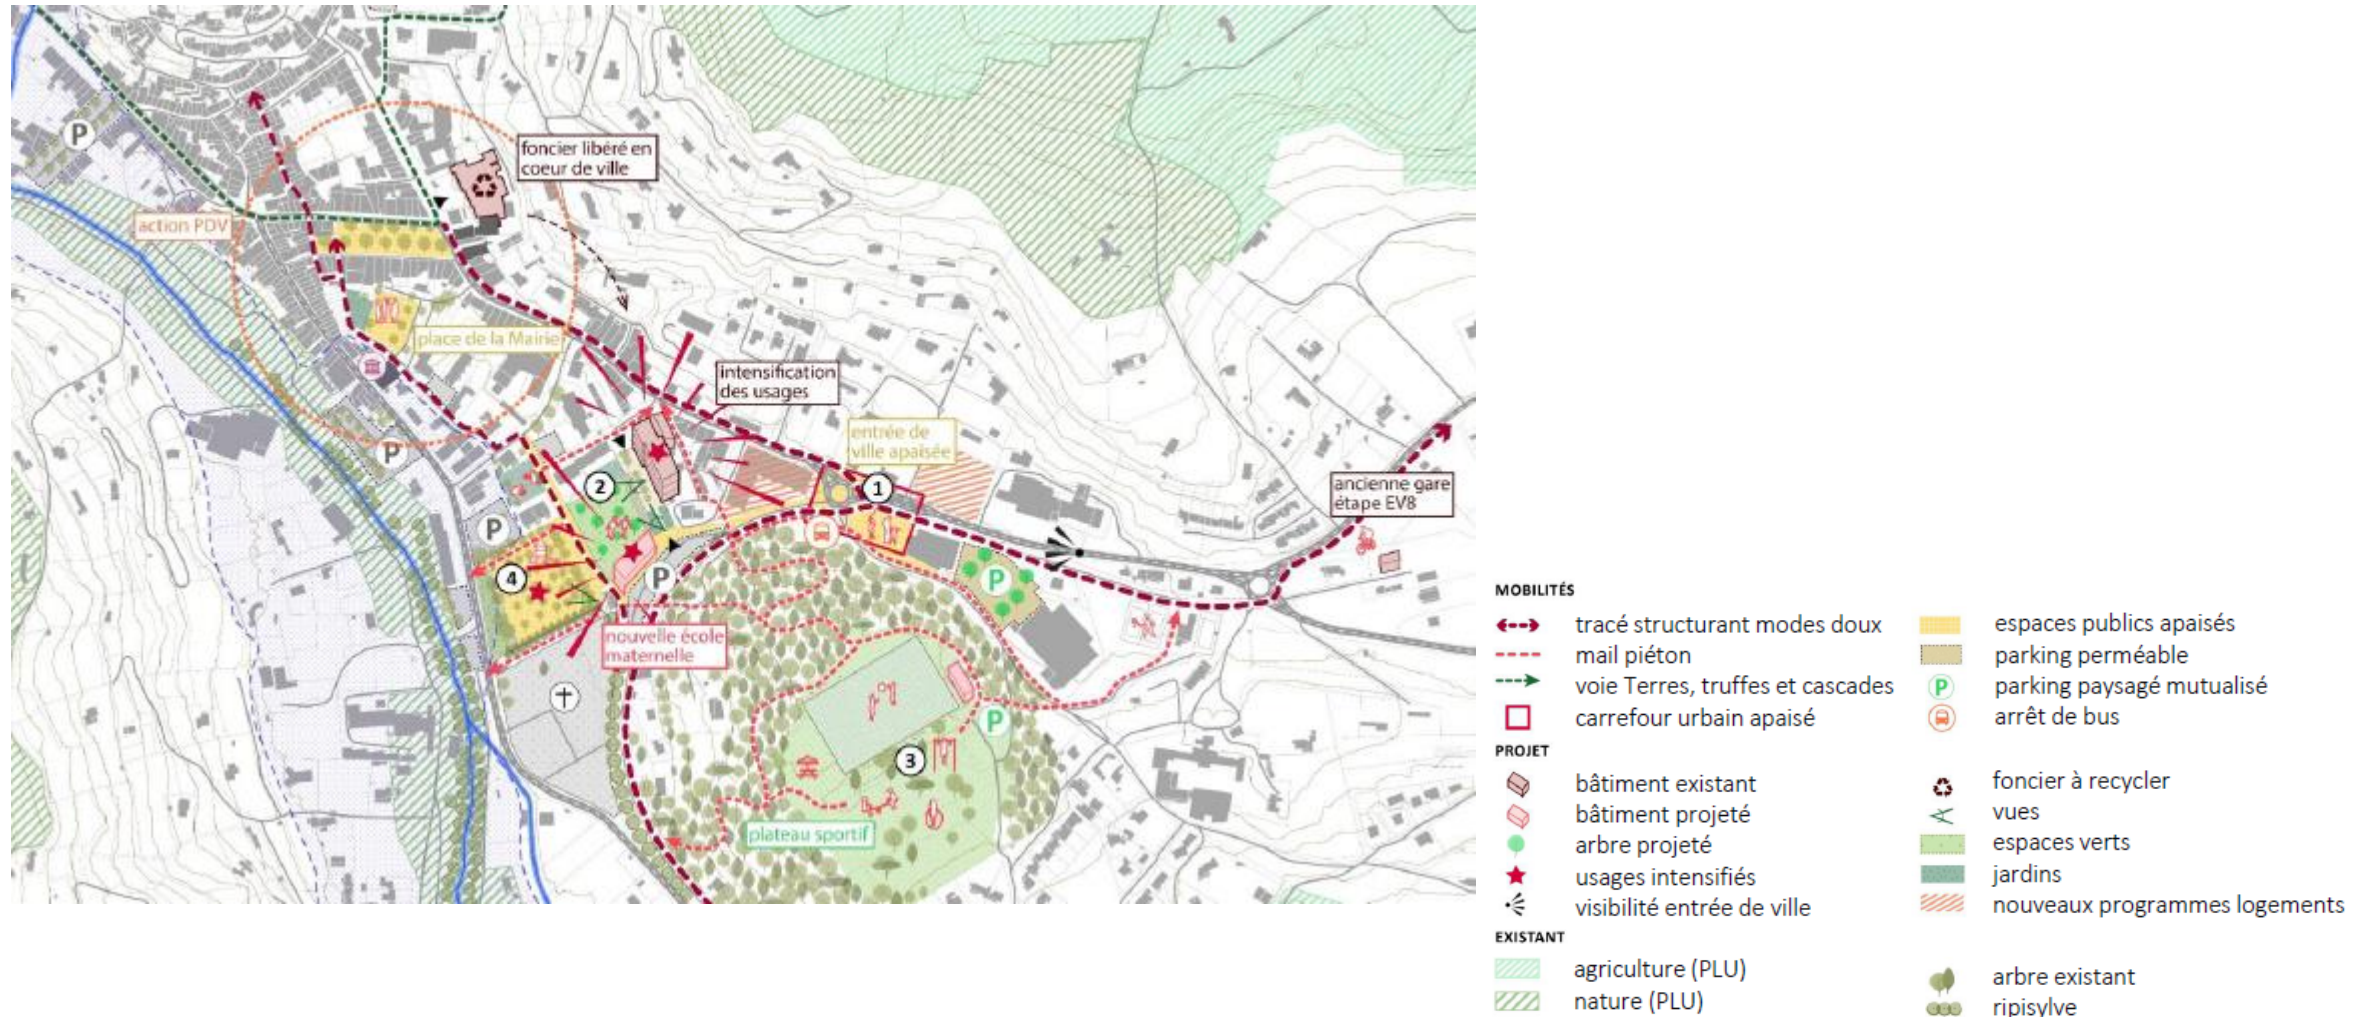 P
foncier libéré en
coeur de ville
action PDV
place de la Mairie
intensification
des usages
entrée de
ville apaisée
P
2
1
ancienne gare
étape EV8
P
4
P
P
nouvelle école
maternelle
P
3
plateau sportif
MOBILITÉS
tracé structurant modes doux
mail piéton
voie Terres, truffes et cascades
carrefour urbain apaisé
espaces publics apaisés
parking perméable
P parking paysagé mutualisé
arrêt de bus
PROJET
bâtiment existant
bâtiment projeté
arbre projeté
usages intensifiés
visibilité entrée de ville
foncier à recycler
vues
espaces verts
jardins
nouveaux programmes logements
EXISTANT
agriculture (PLU)
nature (PLU)
arbre existant
ripisylve